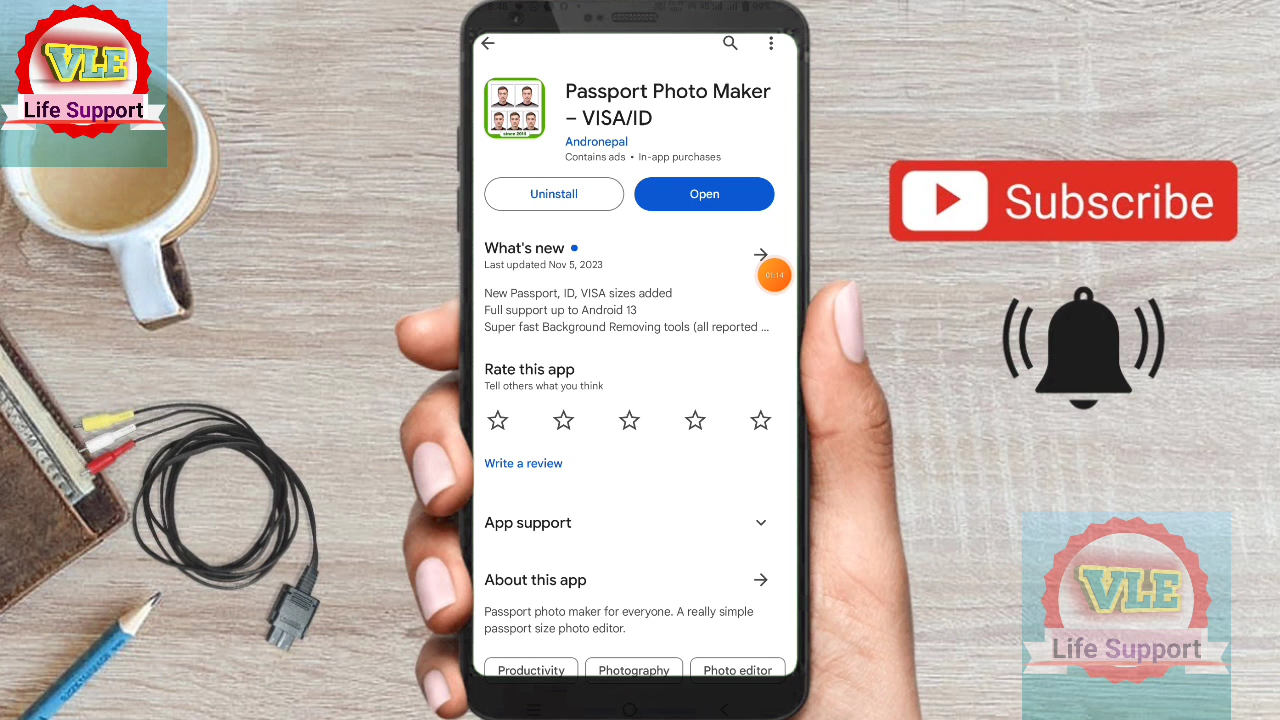 VLE
Life Support
Passport Photo Maker
– VISA/ID
since 2014
Andronepal
Contains ads • In-app purchases
Uninstall
Open
What's new
Last updated Nov 5, 2023
01:14
New Passport, ID, VISA sizes added
Full support up to Android 13
Super fast Background Removing tools (all reported ...
Rate this app
Tell others what you think
Write a review
App support
About this app
Passport photo maker for everyone. A really simple
passport size photo editor.
Productivity
Photography
Photo editor
Subscribe
VLE
Life Support